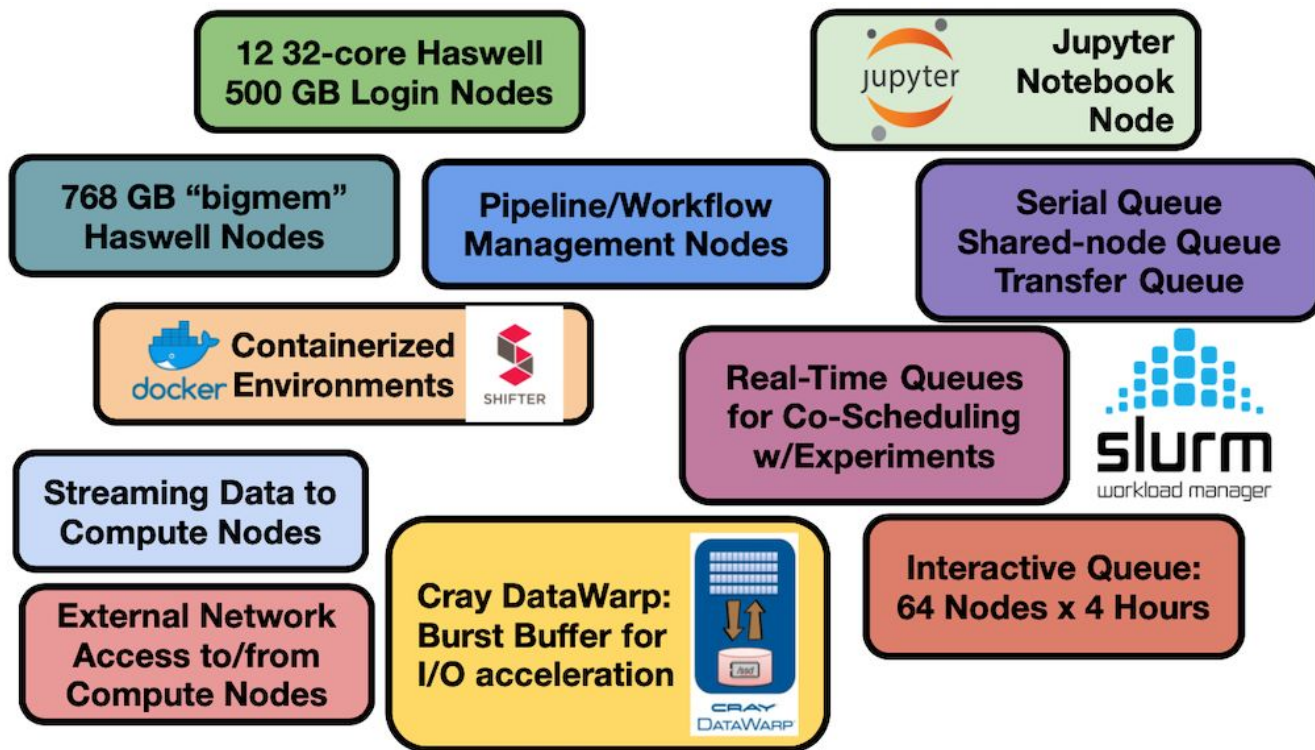 12 32-core Haswell
500 GB Login Nodes
jupyter
Jupyter
Notebook
Node
768 GB “bigmem”
Haswell Nodes
Pipeline/Workflow
Management Nodes
Serial Queue
Shared-node Queue
Transfer Queue
docker
Containerized
Environments
SHIFTER
Real-Time Queues
for Co-Scheduling
w/Experiments
slurm
workload manager
Streaming Data to
Compute Nodes
External Network
Access to/from
Compute Nodes
Cray DataWarp:
Burst Buffer for
I/O acceleration
/ssd
CRAY
DATAWARP
Interactive Queue:
64 Nodes x 4 Hours